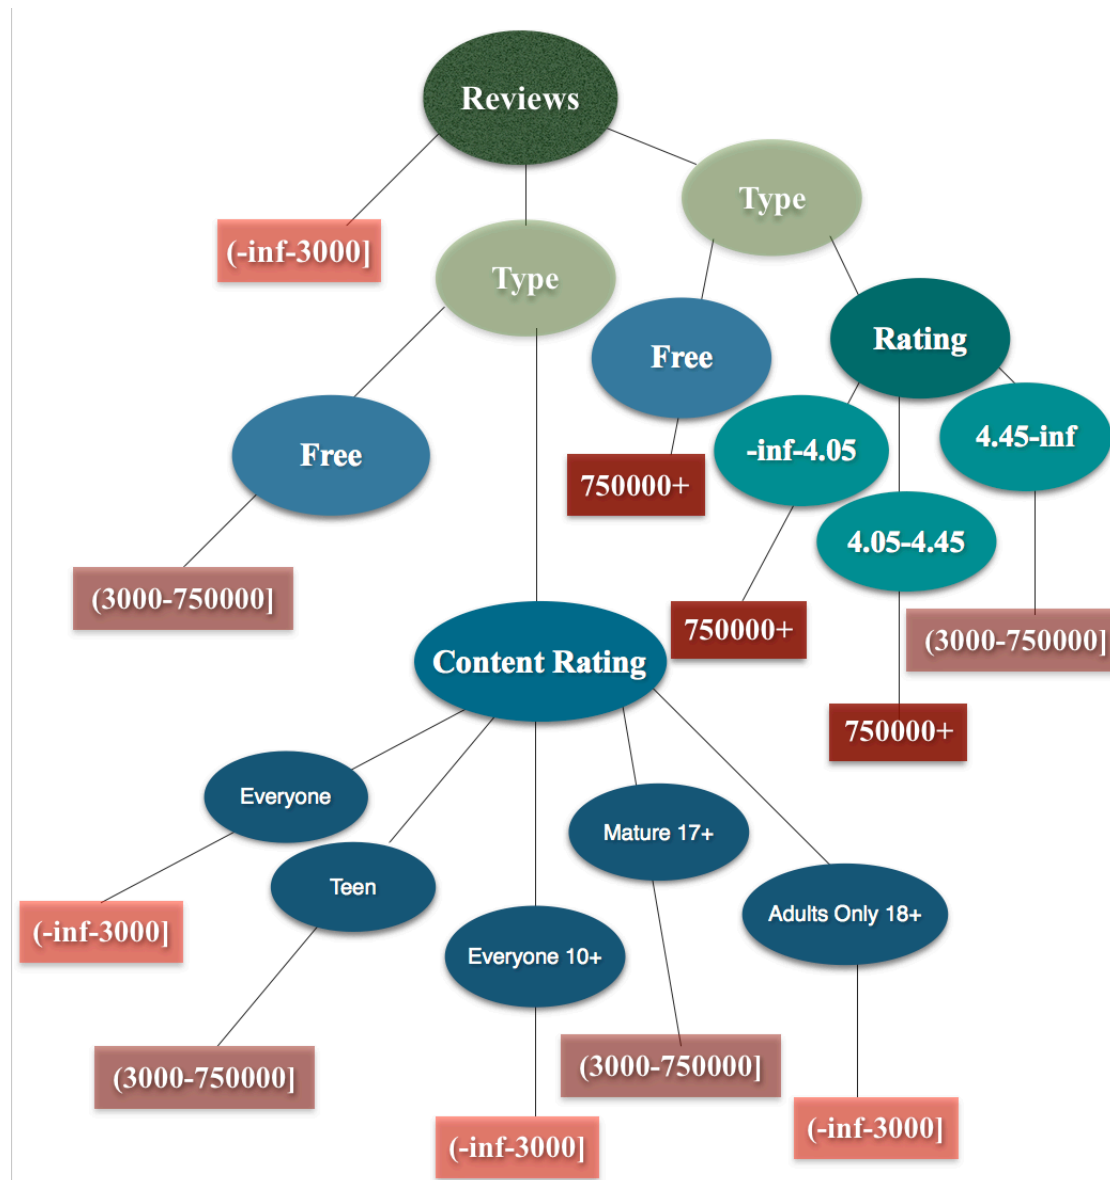 Reviews
Type
(-inf-3000]
Type
Free
Rating
Free
-inf-4.05
4.45-inf
750000+
4.05-4.45
(3000-750000]
750000+
(3000-750000]
Content Rating
750000+
Everyone
Mature 17+
Teen
Adults Only 18+
(-inf-3000]
Everyone 10+
(3000-750000]
(3000-750000]
(-inf-3000]
(-inf-3000]